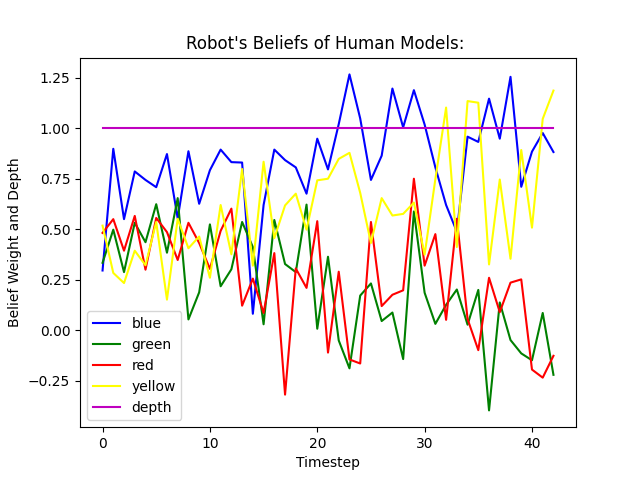 Robot's Beliefs of Human Models:
Belief Weight and Depth
1.25
1.00
0.75
0.50
0.25
0.00
−0.25
blue
green
red
yellow
depth
0 10 20 30 40
Timestep